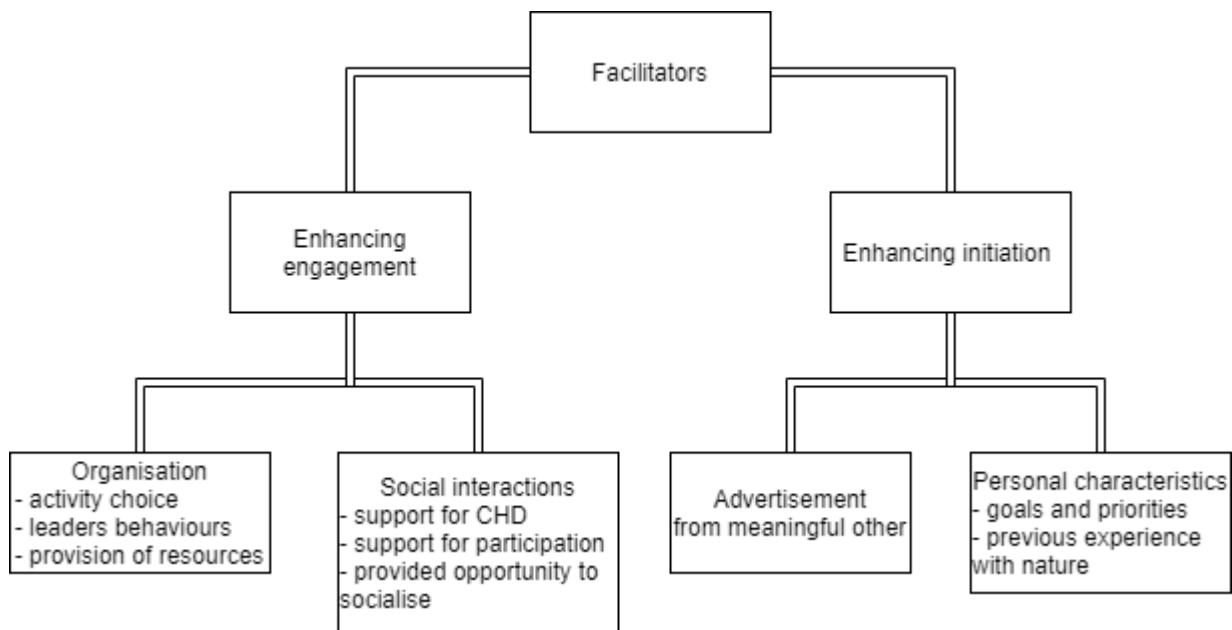 Facilitators
Enhancing
engagement
Enhancing initiation
Organisation
- activity choice
- leaders behaviours
- provision of resources
Social interactions
- support for CHD
- support for participation
- provided opportunity to
socialise
Advertisement
from meaningful other
Personal characteristics
- goals and priorities
- previous experience
with nature